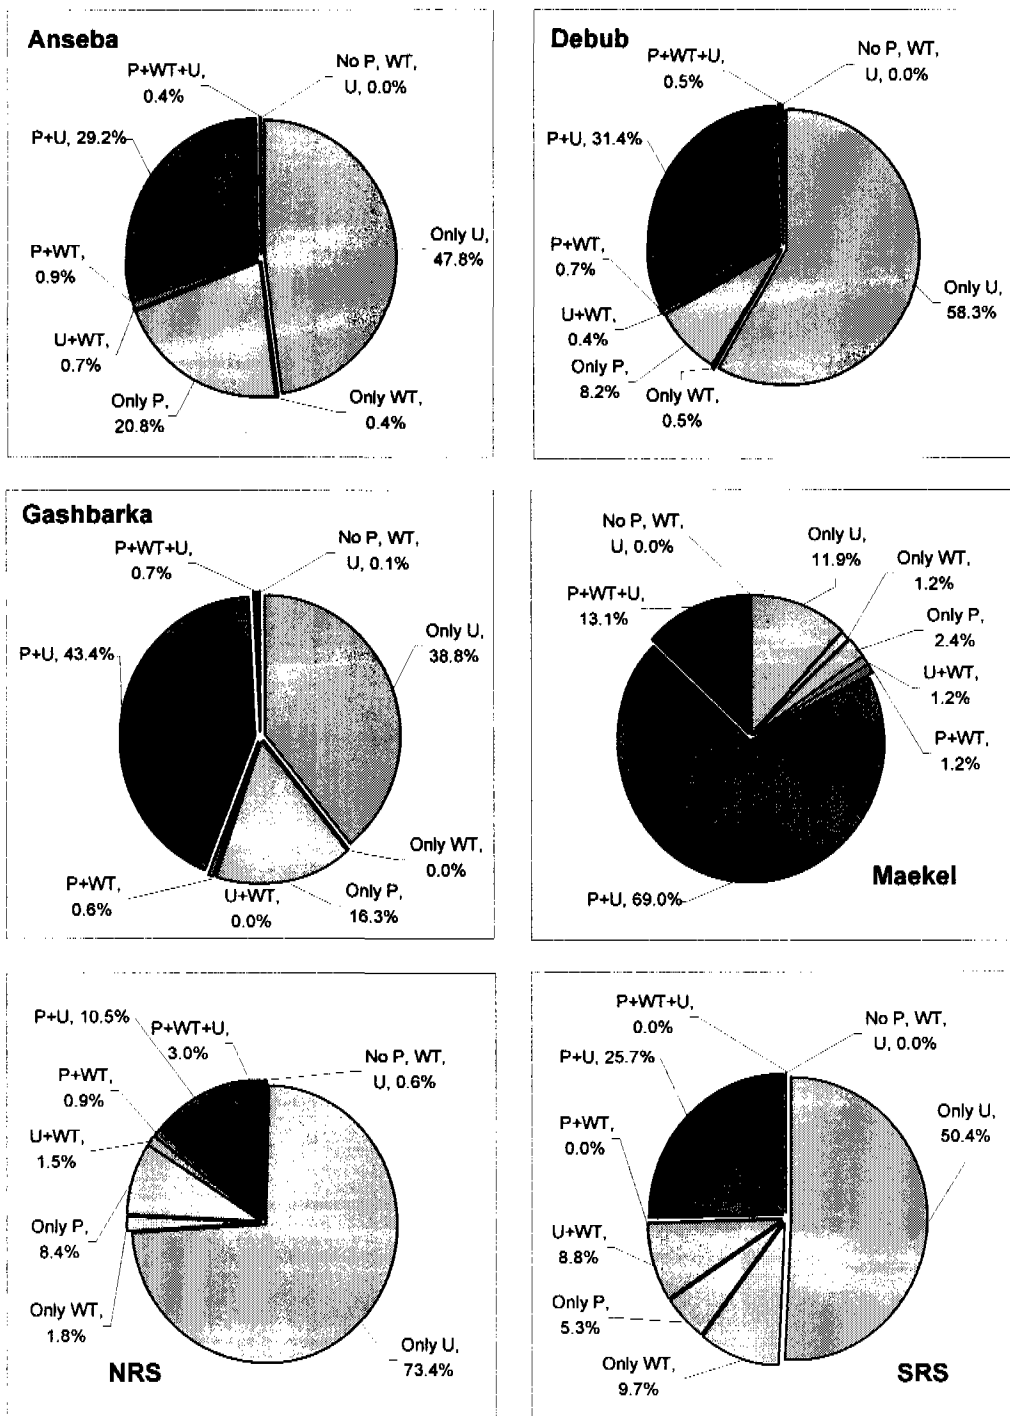 Anseba
P+WT+U,
0.4%
No P, WT,
U, 0.0%
P+U, 29.2%
Only U,
47.8%
P+WT,
0.9%
U+WT,
0.7%
Only P,
20.8%
Only WT,
0.4%
Debub
P+WT+U,
0.5%
No P, WT,
U, 0.0%
P+U, 31.4%
P+WT,
0.7%
Only U,
58.3%
U+WT,
0.4%
Only P,
8.2%
Only WT,
0.5%
Gashbarka
P+WT+U,
0.7%
No P, WT,
U, 0.1%
P+U, 43.4%
Only U,
38.8%
Only WT,
0.0%
P+WT,
0.6%
U+WT,
0.0%
Only P,
16.3%
No P, WT,
U, 0.0%
Only U,
11.9%
Only WT,
1.2%
P+WT+U,
13.1%
Only P,
2.4%
U+WT,
1.2%
P+WT,
1.2%
Maekel
P+U, 69.0%
P+U, 10.5%
P+WT+U,
3.0%
No P, WT,
U, 0.6%
P+WT,
0.9%
U+WT,
1.5%
Only P,
8.4%
Only WT,
1.8%
Only U,
73.4%
NRS
P+WT+U,
0.0%
No P, WT,
U, 0.0%
P+U, 25.7%
Only U,
50.4%
P+WT,
0.0%
U+WT,
8.8%
Only P,
5.3%
Only WT,
9.7%
SRS